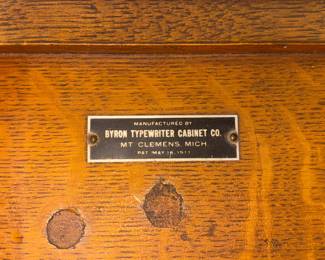 MANUFACTURED BY
BYRON TYPEWRITER CABINET CO.
MT CLEMENS, MICH
PAT. MAY 16, 1911